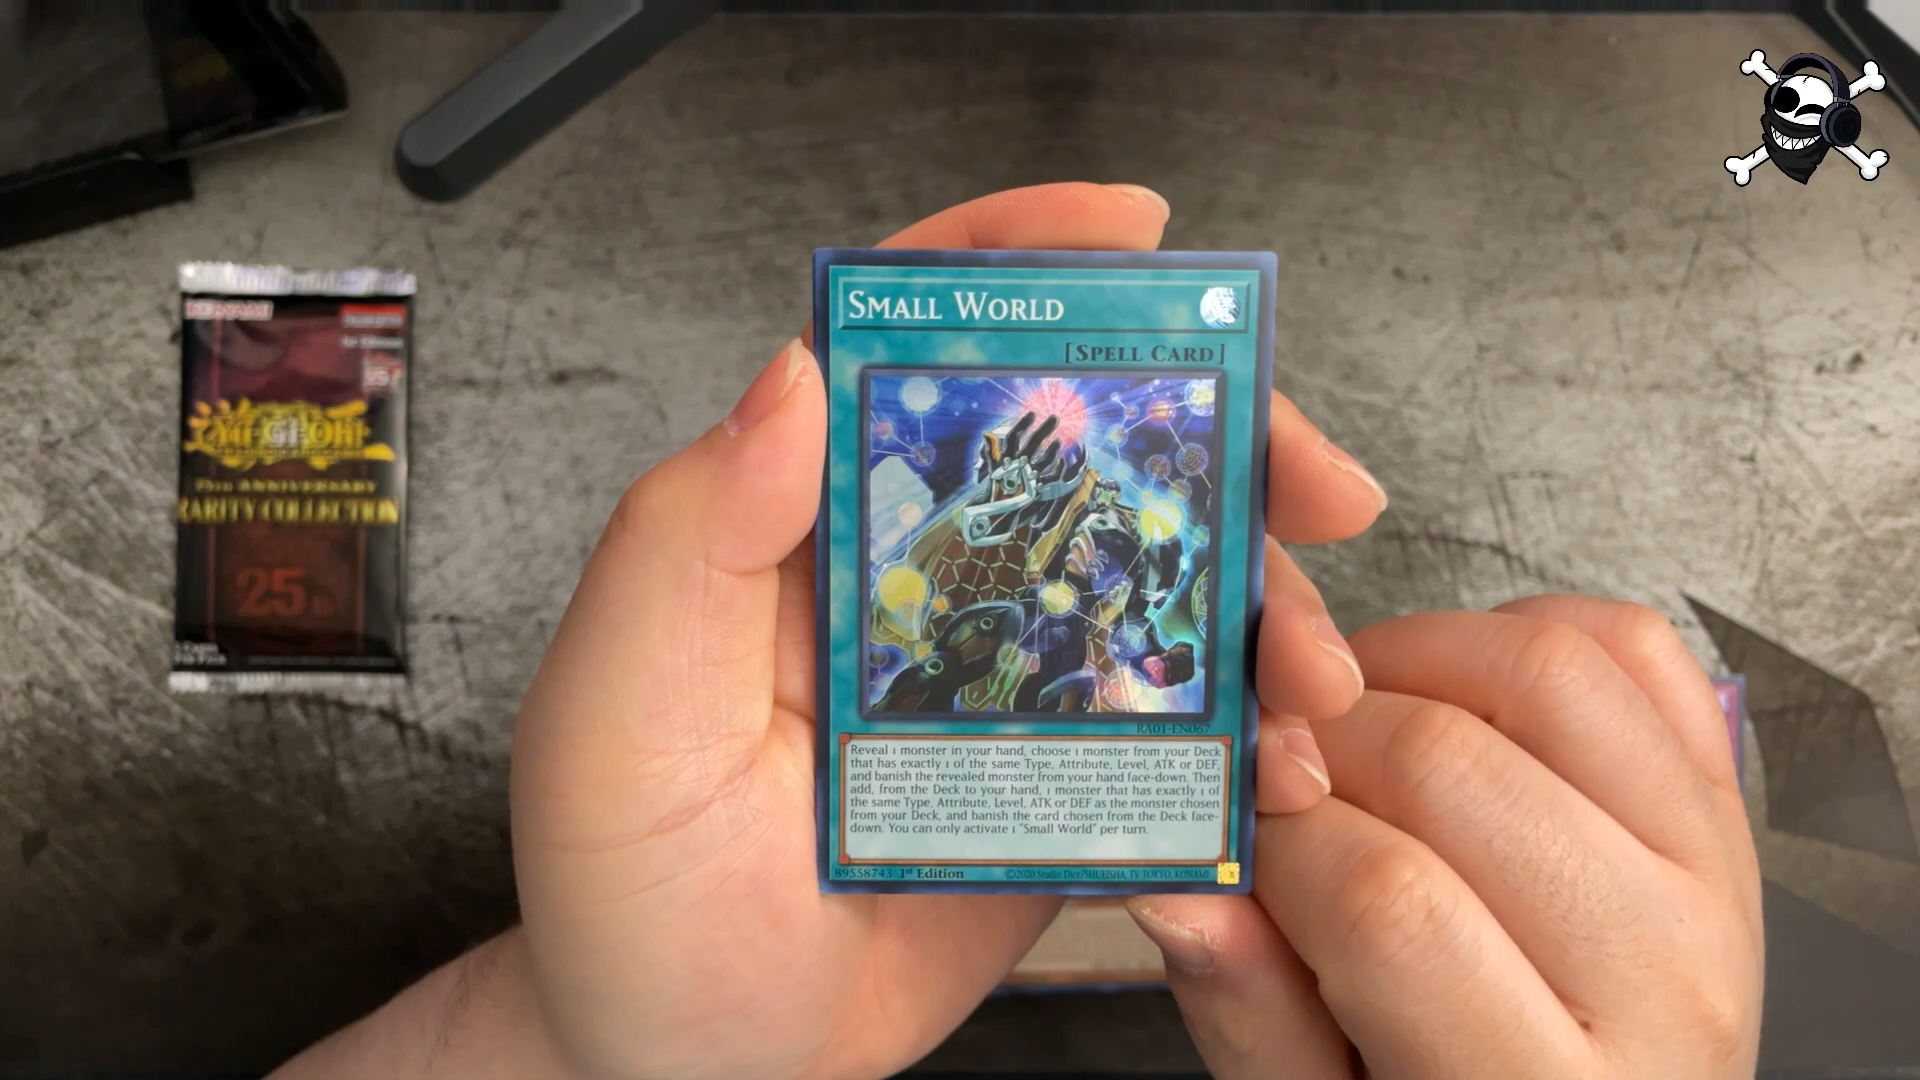 KONAMI
Yu-Gi-Oh!
25TH ANNIVERSARY
RARITY COLLECTION
25
SMALL WORLD
[SPELL CARD]
RA01-EN067
Reveal 1 monster in your hand, choose 1 monster from your Deck
that has exactly 1 of the same Type, Attribute, Level, ATK or DEF,
and banish the revealed monster from your hand face-down. Then
add, from the Deck to your hand, 1 monster that has exactly 1 of
the same Type, Attribute, Level, ATK or DEF as the monster chosen
from your Deck, and banish the card chosen from the Deck face-
down. You can only activate 1 "Small World" per turn.
89558743 1st Edition ©2020 Studio Dice/SHUEISHA, TV TOKYO, KONAMI